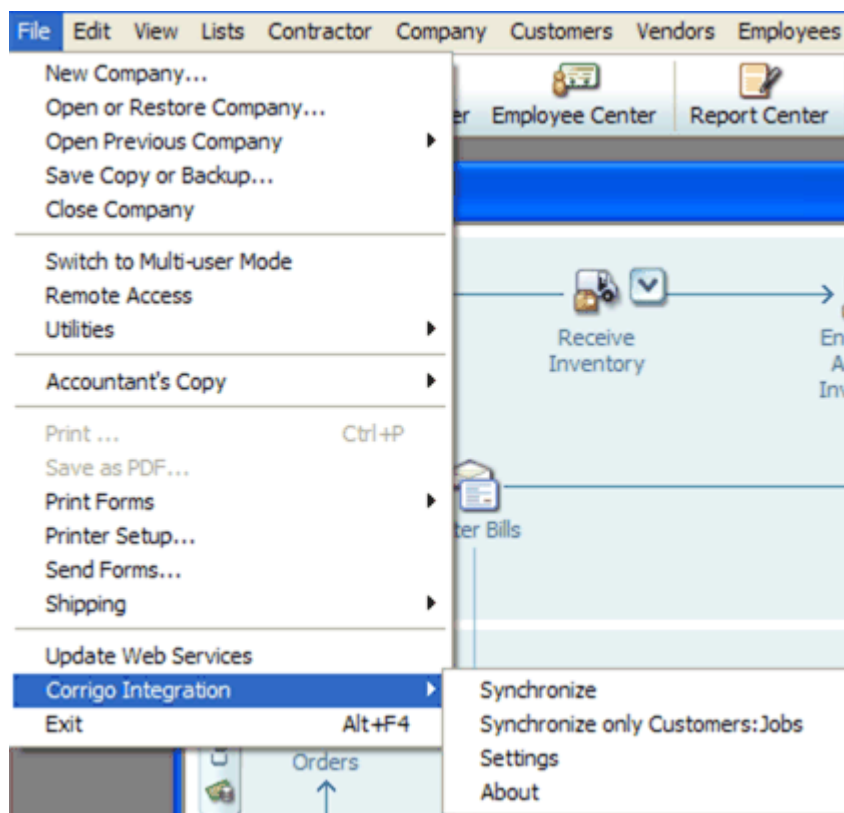 File Edit View Lists Contractor Company Customers Vendors Employees
New Company...
Open or Restore Company...
Open Previous Company
Save Copy or Backup...
Close Company
Employee Center Report Center
Switch to Multi-user Mode
Remote Access
Utilities
Receive
Inventory
Accountant's Copy
Print ... Ctrl+P
Save as PDF...
Print Forms
Printer Setup...
Send Forms...
Shipping
Bills
Update Web Services
Corrigo Integration
Exit Alt+F4
Synchronize
Synchronize only Customers:Jobs
Settings
About
Orders